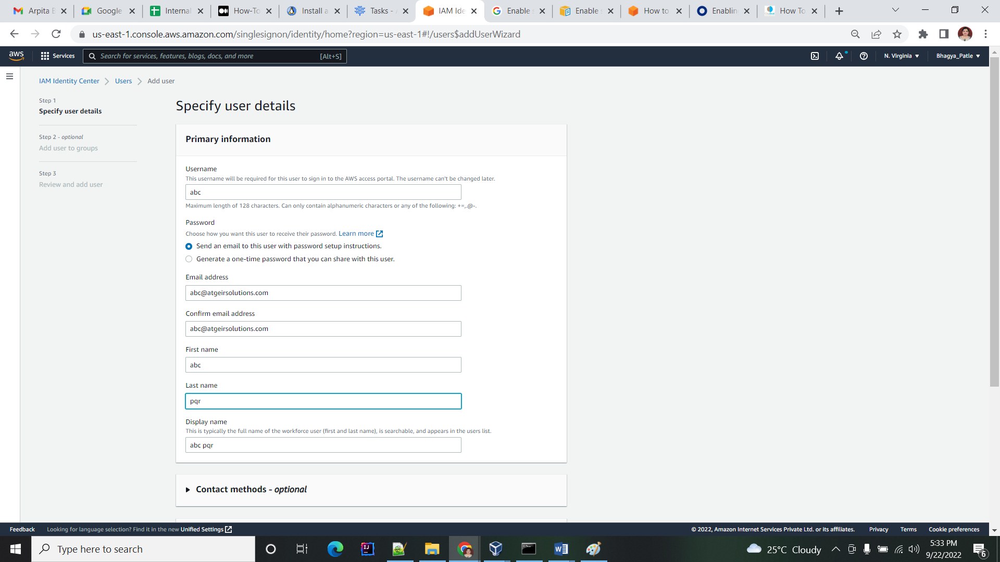 Arpita B
Google
Internal
How-To
Install a
Tasks - A
IAM Ide
Enable s
Enable s
How to
Enablin
How To
us-east-1.console.aws.amazon.com/singlesignon/identity/home?region=us-east-1#!/users$addUserWizard
aws
Services
Search for services, features, blogs, docs, and more
[Alt+S]
N. Virginia
Bhagya_Patle
IAM Identity Center
Users
Add user
Step 1
Specify user details
Step 2 - optional
Add user to groups
Step 3
Review and add user
Specify user details
Primary information
Username
This username will be required for this user to sign in to the AWS access portal. The username can't be changed later.
abc
Maximum length of 128 characters. Can only contain alphanumeric characters or any of the following: +=,.@-.
Password
Choose how you want this user to receive their password. Learn more
Send an email to this user with password setup instructions.
Generate a one-time password that you can share with this user.
Email address
abc@atgeirsolutions.com
Confirm email address
abc@atgeirsolutions.com
First name
abc
Last name
pqr
Display name
This is typically the full name of the workforce user (first and last name), is searchable, and appears in the users list.
abc pqr
Contact methods - optional
Feedback
Looking for language selection? Find it in the new Unified Settings
© 2022, Amazon Internet Services Private Ltd. or its affiliates.
Privacy
Terms
Cookie preferences
Type here to search
25°C Cloudy
5:33 PM
9/22/2022
6